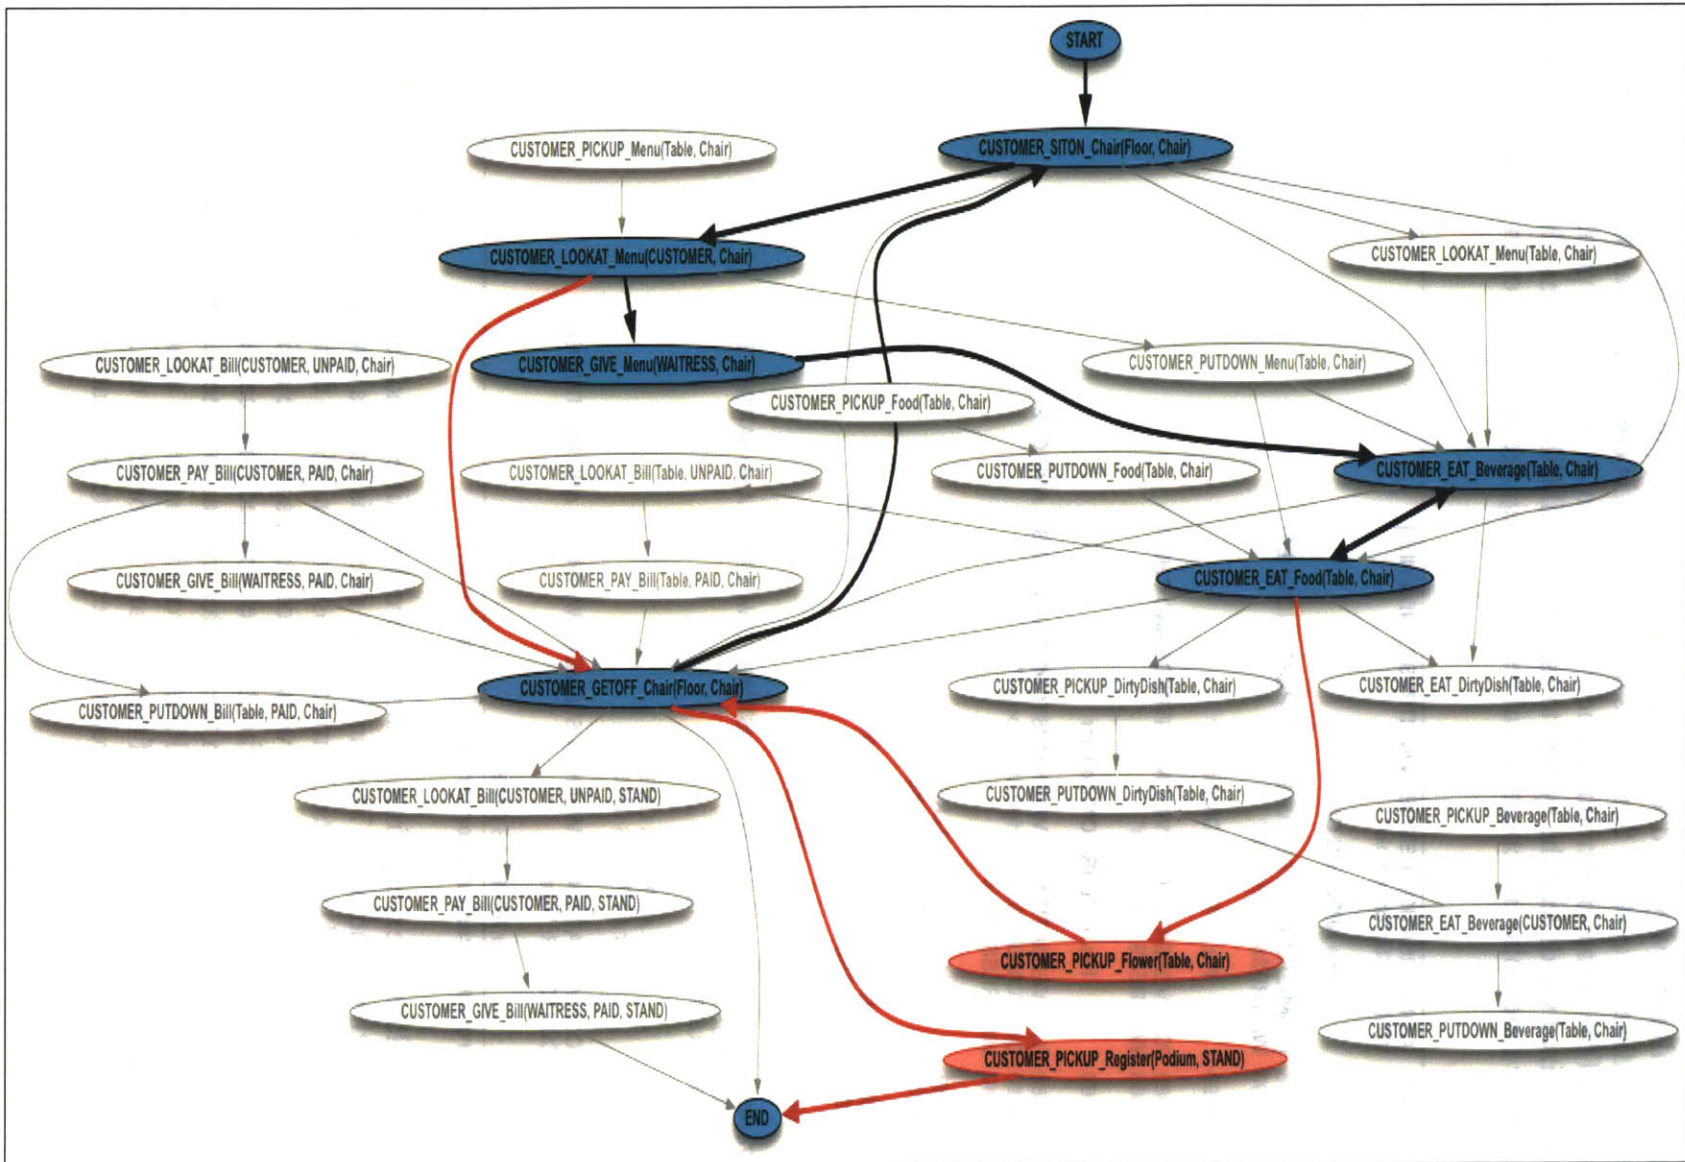 START
CUSTOMER_SITON_Chair(Floor, Chair)
CUSTOMER_PICKUP_Menu(Table, Chair)
CUSTOMER_LOOKAT_Menu(CUSTOMER, Chair)
CUSTOMER_LOOKAT_Menu(Table, Chair)
CUSTOMER_LOOKAT_Bill(CUSTOMER, UNPAID, Chair)
CUSTOMER_GIVE_Menu(WAITRESS, Chair)
CUSTOMER_PUTDOWN_Menu(Table, Chair)
CUSTOMER_PICKUP_Food(Table, Chair)
CUSTOMER_PAY_Bill(CUSTOMER, PAID, Chair)
CUSTOMER_LOOKAT_Bill(Table, UNPAID, Chair)
CUSTOMER_PUTDOWN_Food(Table, Chair)
CUSTOMER_EAT_Beverage(Table, Chair)
CUSTOMER_GIVE_Bill(WAITRESS, PAID, Chair)
CUSTOMER_PAY_Bill(Table, PAID, Chair)
CUSTOMER_EAT_Food(Table, Chair)
CUSTOMER_PUTDOWN_Bill(Table, PAID, Chair)
CUSTOMER_GETOFF_Chair(Floor, Chair)
CUSTOMER_PICKUP_DirtyDish(Table, Chair)
CUSTOMER_EAT_DirtyDish(Table, Chair)
CUSTOMER_LOOKAT_Bill(CUSTOMER, UNPAID, STAND)
CUSTOMER_PUTDOWN_DirtyDish(Table, Chair)
CUSTOMER_PICKUP_Beverage(Table, Chair)
CUSTOMER_PAY_Bill(CUSTOMER, PAID, STAND)
CUSTOMER_EAT_Beverage(CUSTOMER, Chair)
CUSTOMER_PICKUP_Flower(Table, Chair)
CUSTOMER_GIVE_Bill(WAITRESS, PAID, STAND)
CUSTOMER_PUTDOWN_Beverage(Table, Chair)
CUSTOMER_PICKUP_Register(Podium, STAND)
END